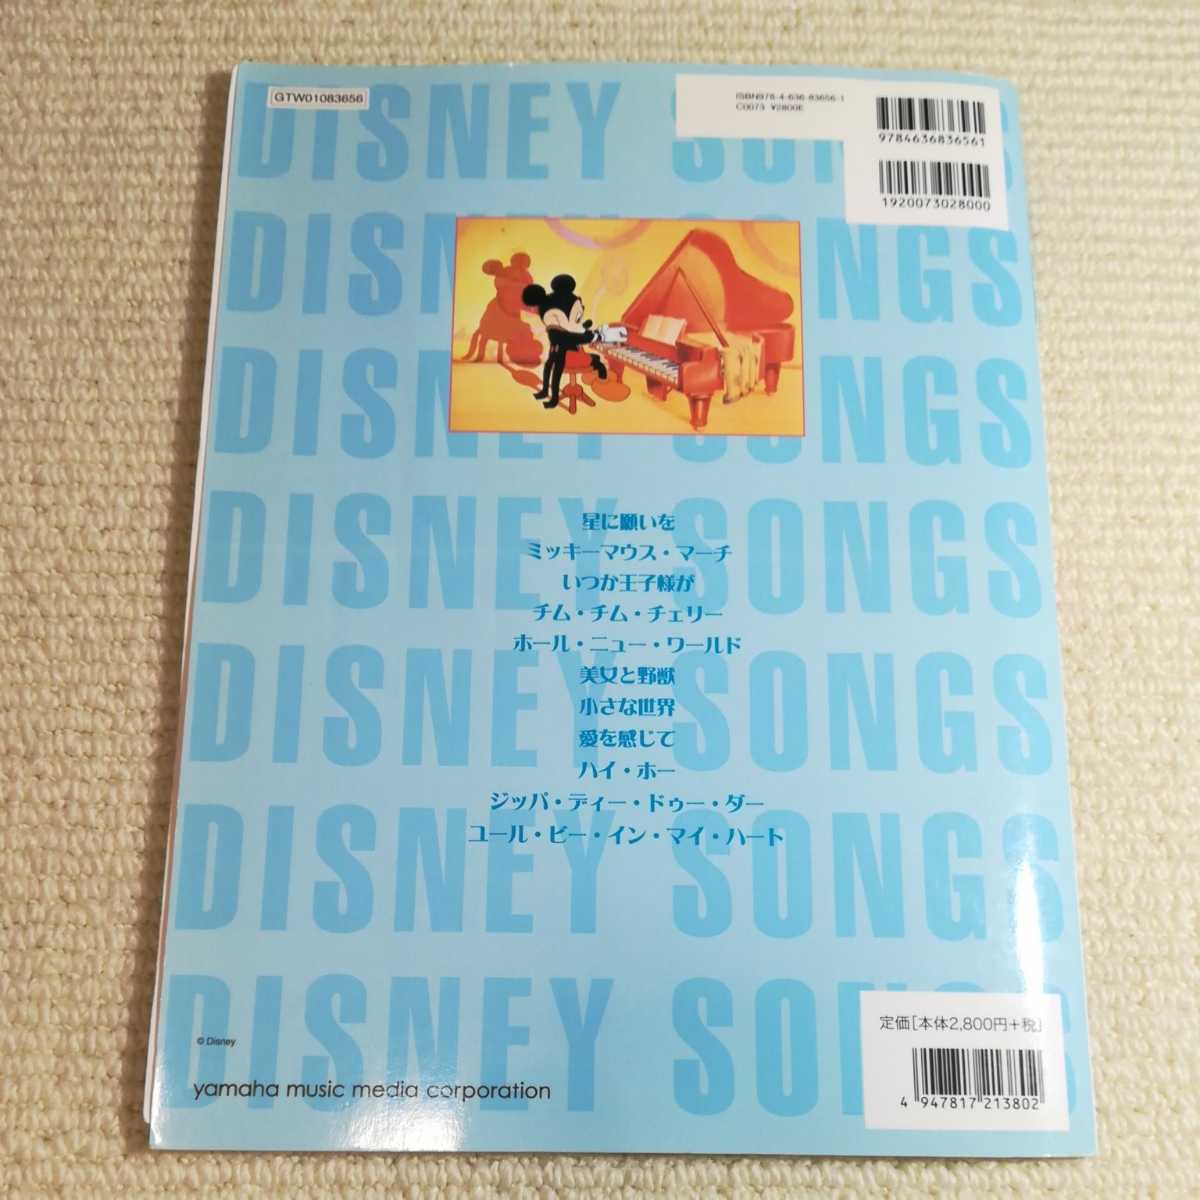 GTW01083656
ISBN978-4-636-83656-1
C0073 ¥2800E
9784636836561
1920073028000
DISNEY SONGS
DISNEY SONGS
DISNEY SONGS
DISNEY SONGS
星に願いを
ミッキーマウス・マーチ
いつか王子様が
チム・チム・チェリー
ホール・ニュー・ワールド
DISNEY SONGS
美女と野獣
小さな世界
愛を感じて
ハイ・ホー
ジッパ・ディー・ドゥー・ダー
ユール・ビー・イン・マイ・ハート
DISNEY SONGS
DISNEY SONGS
定価[本体2,800円+税]
© Disney
yamaha music media corporation
4 947817 213802